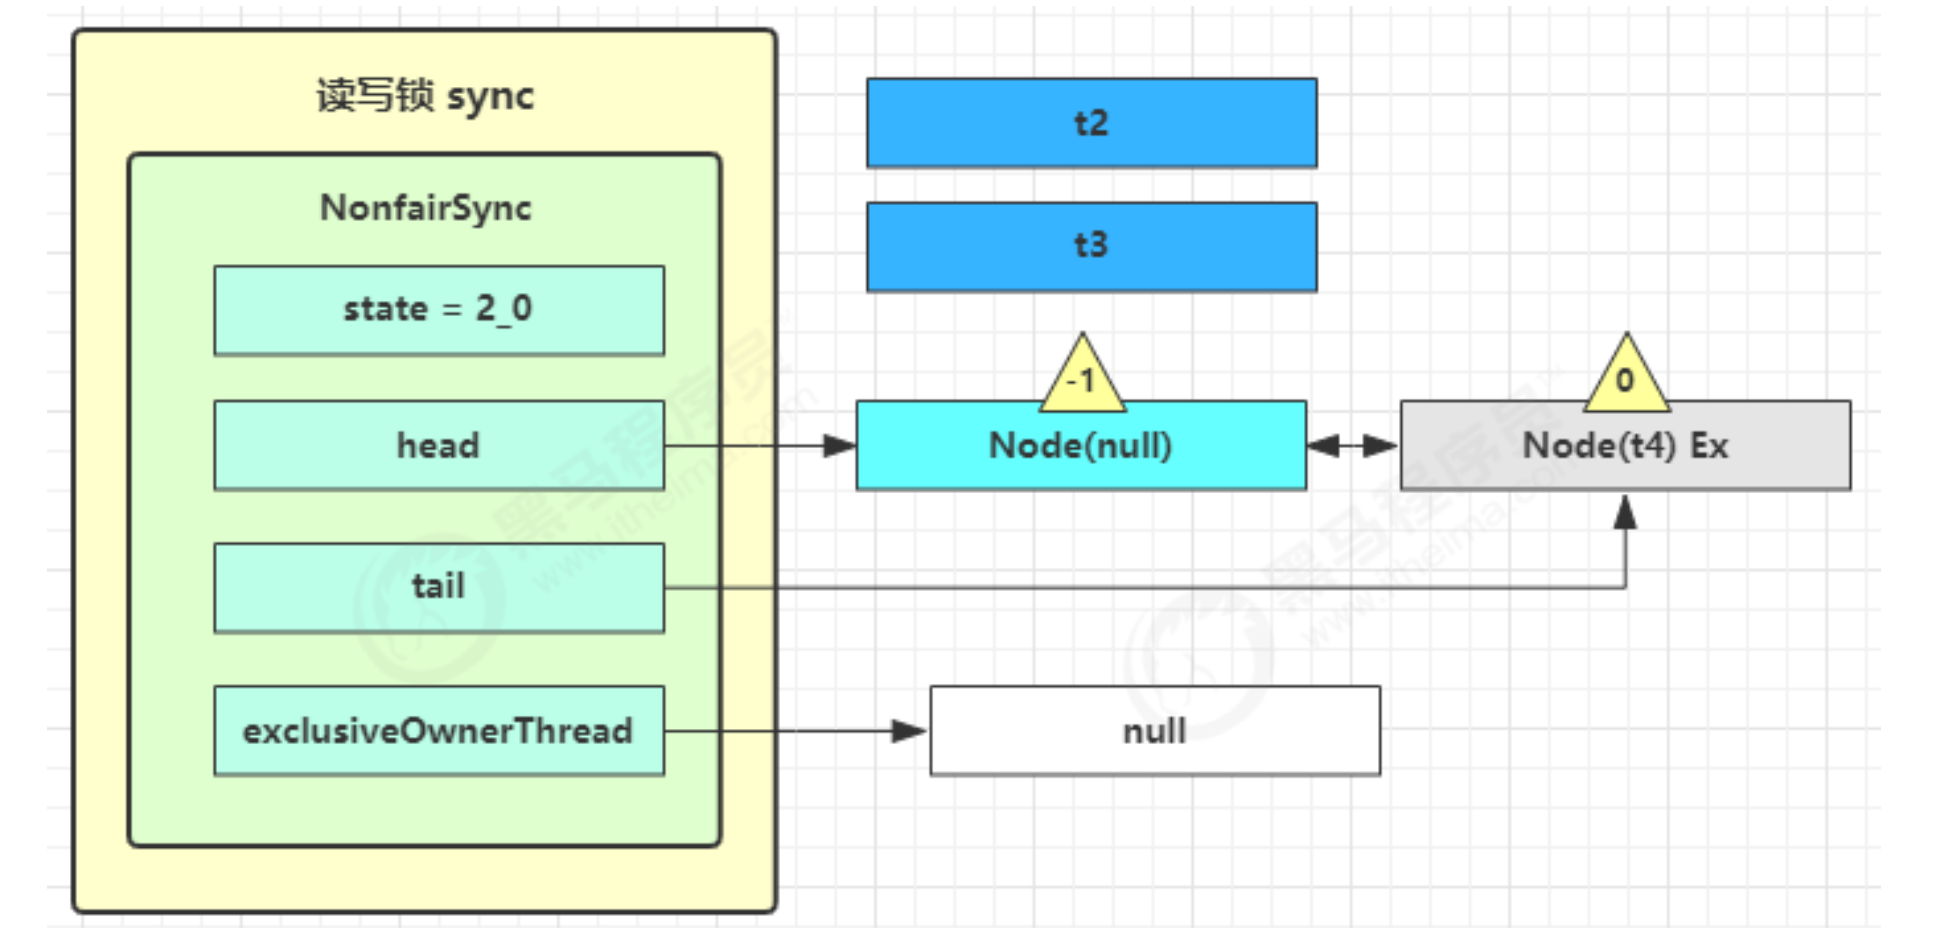 读写锁 sync
NonfairSync
state = 2_0
head
tail
exclusiveOwnerThread
t2
t3
-1
Node(null)
0
Node(t4) Ex
null
黑马程序员
www.itheima.com
黑马程序员
www.itheima.com